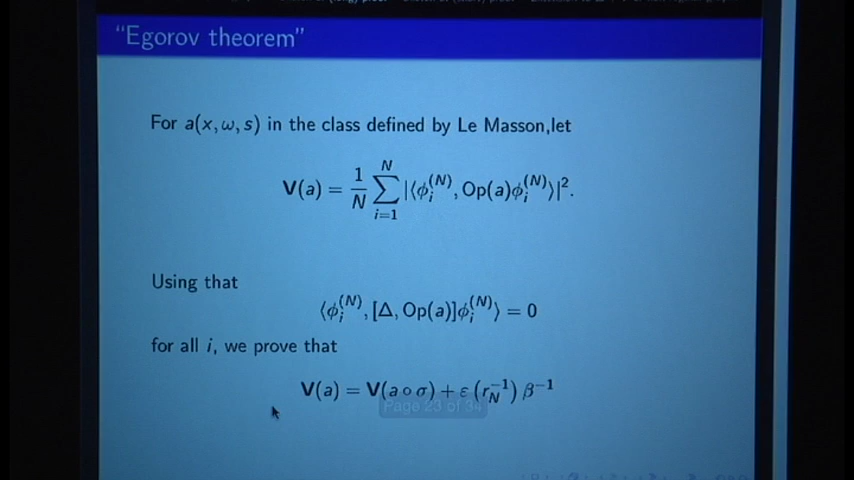 “Egorov theorem”
For a(x, ω, s) in the class defined by Le Masson,let
V(a) = 1/N ∑_{i=1}^{N} |⟨ϕ_i^{(N)}, Op(a)ϕ_i^{(N)}⟩|².
Using that
⟨ϕ_i^{(N)}, [Δ, Op(a)]ϕ_i^{(N)}⟩ = 0
for all i, we prove that
V(a) = V(a ∘ σ) + ε (r_N^{-1}) β^{-1}
Page 23 of 34